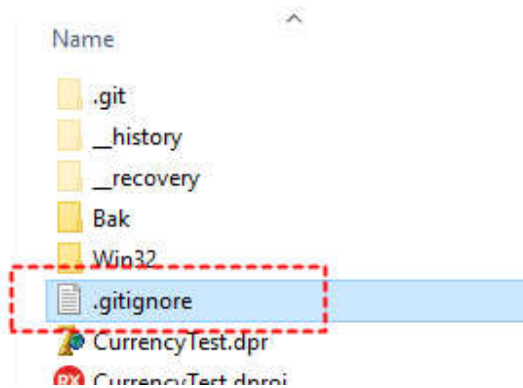 Name
.git
__history
__recovery
Bak
Win32
.gitignore
CurrencyTest.dpr
CurrencyTest.dproj